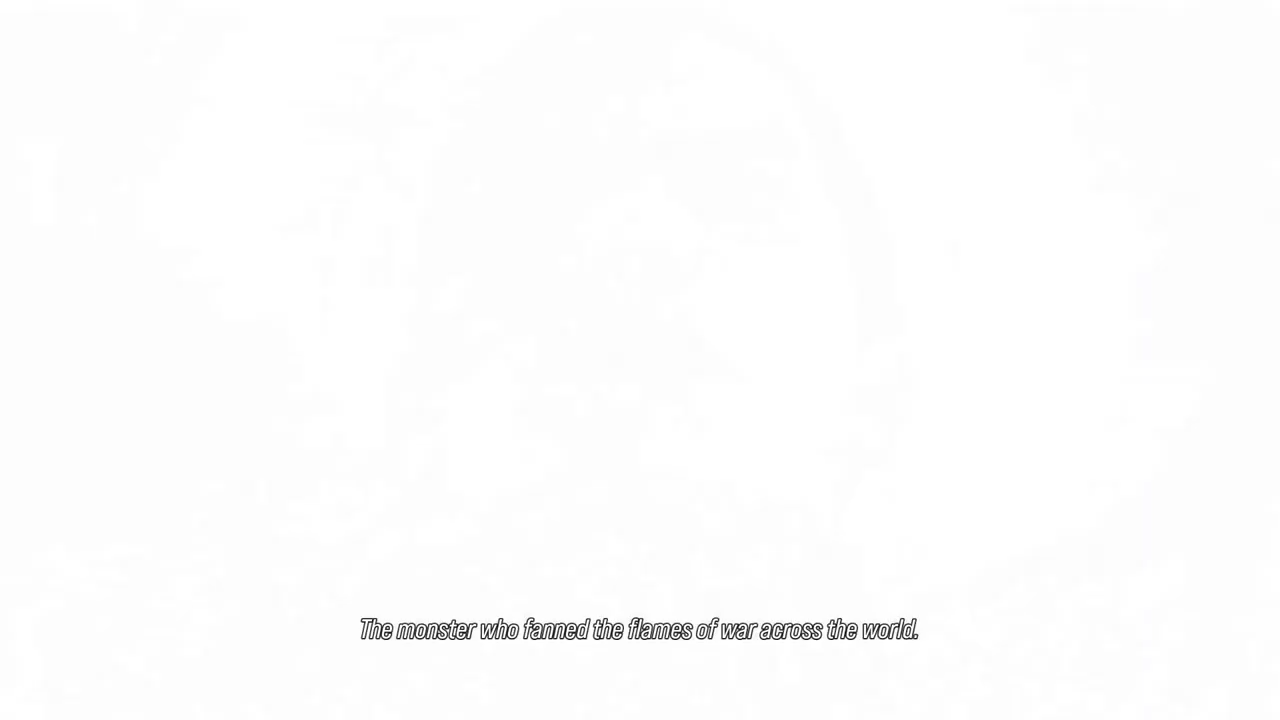 The monster who fanned the flames of war across the world.